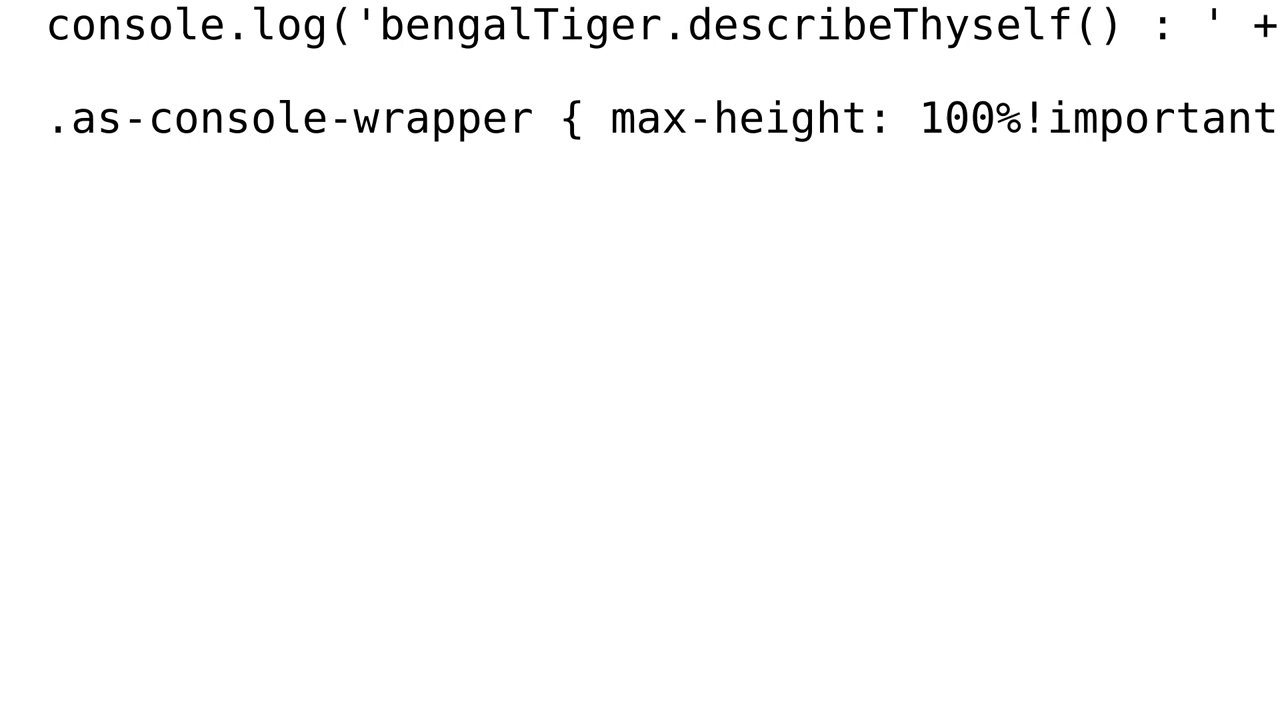 console.log('bengalTiger.describeThyself() : ' +
.as-console-wrapper { max-height: 100%!important